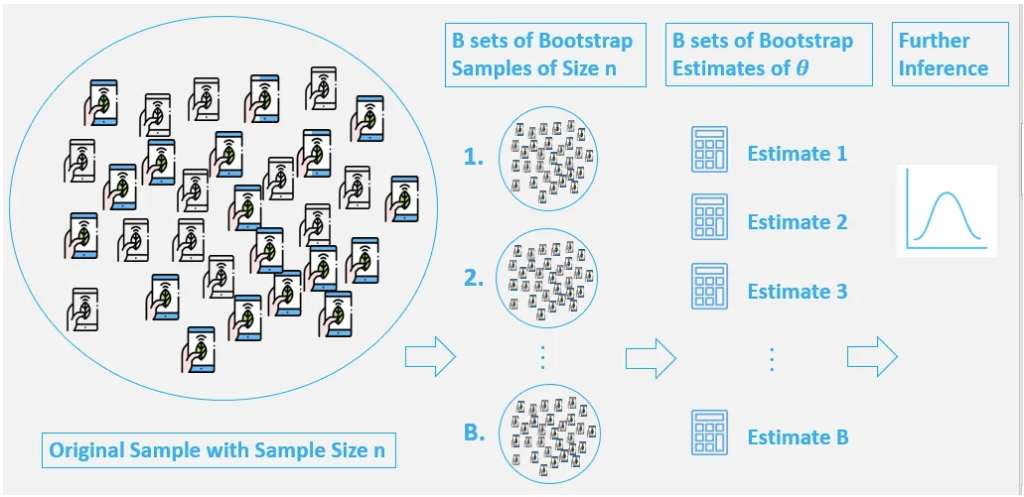 B sets of Bootstrap
Samples of Size n
B sets of Bootstrap
Estimates of θ
Further
Inference
1.
Estimate 1
Estimate 2
2.
Estimate 3
⋮
⋮
B.
Estimate B
Original Sample with Sample Size n